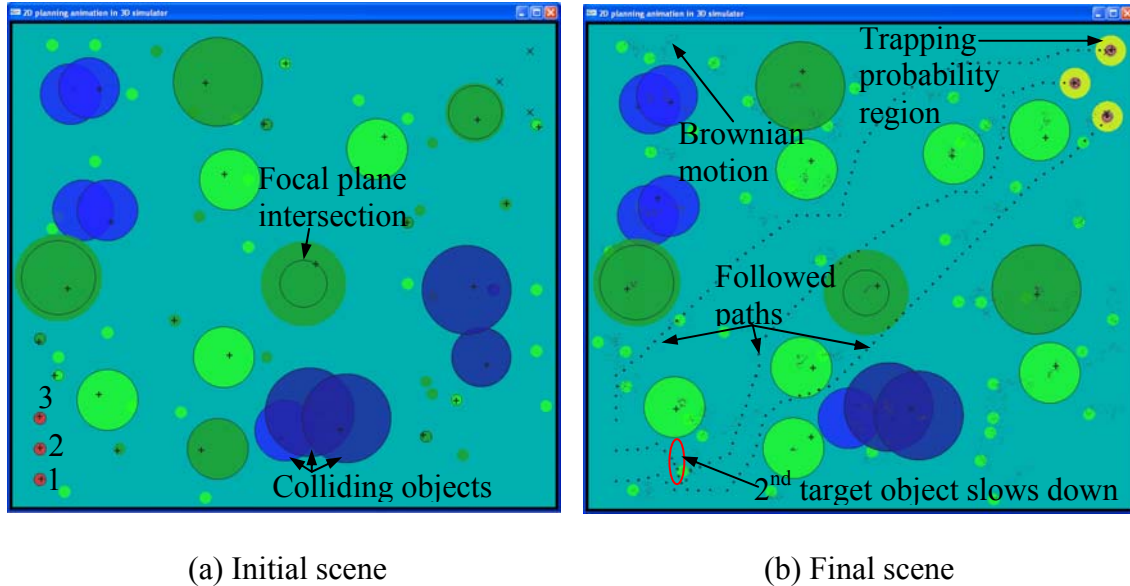 2D planning animation in 3D simulator
Focal plane
intersection
3
2
1
Colliding objects
(a) Initial scene
2D planning animation in 3D simulator
Trapping
probability
region
Brownian
motion
Followed
paths
2nd target object slows down
(b) Final scene